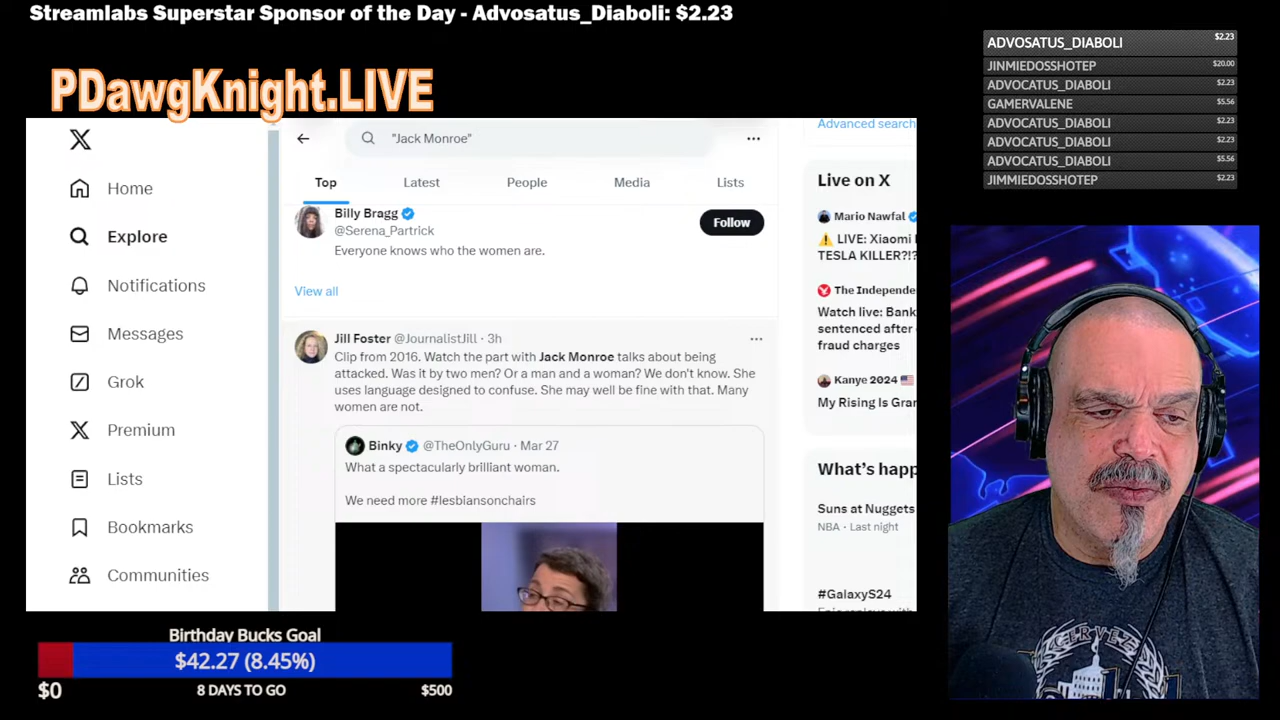 Streamlabs Superstar Sponsor of the Day - Advosatus_Diaboli: $2.23
PDawgKnight.LIVE
ADVOSATUS_DIABOLI $2.23
JINMIEDOSSHOTEP $20.00
ADVOCATUS_DIABOLI $2.23
GAMERVALENE $5.56
ADVOCATUS_DIABOLI $2.23
ADVOCATUS_DIABOLI $2.23
ADVOCATUS_DIABOLI $5.56
JIMMIEDOSSHOTEP $2.23
X
Home
Explore
Notifications
Messages
Grok
Premium
Lists
Bookmarks
Communities
"Jack Monroe"
Top Latest People Media Lists
Billy Bragg
@Serena_Partrick
Follow
Everyone knows who the women are.
View all
Jill Foster @JournalistJill · 3h
Clip from 2016. Watch the part with Jack Monroe talks about being
attacked. Was it by two men? Or a man and a woman? We don't know. She
uses language designed to confuse. She may well be fine with that. Many
women are not.
Binky @TheOnlyGuru · Mar 27
What a spectacularly brilliant woman.
We need more #lesbiansonchairs
Advanced search
Live on X
Mario Nawfal
LIVE: Xiaomi
TESLA KILLER?!?
The Independe
Watch live: Bank
sentenced after
fraud charges
Kanye 2024
My Rising Is Gra
What's happ
Suns at Nuggets
NBA · Last night
#GalaxyS24
Birthday Bucks Goal
$42.27 (8.45%)
$0 8 DAYS TO GO $500